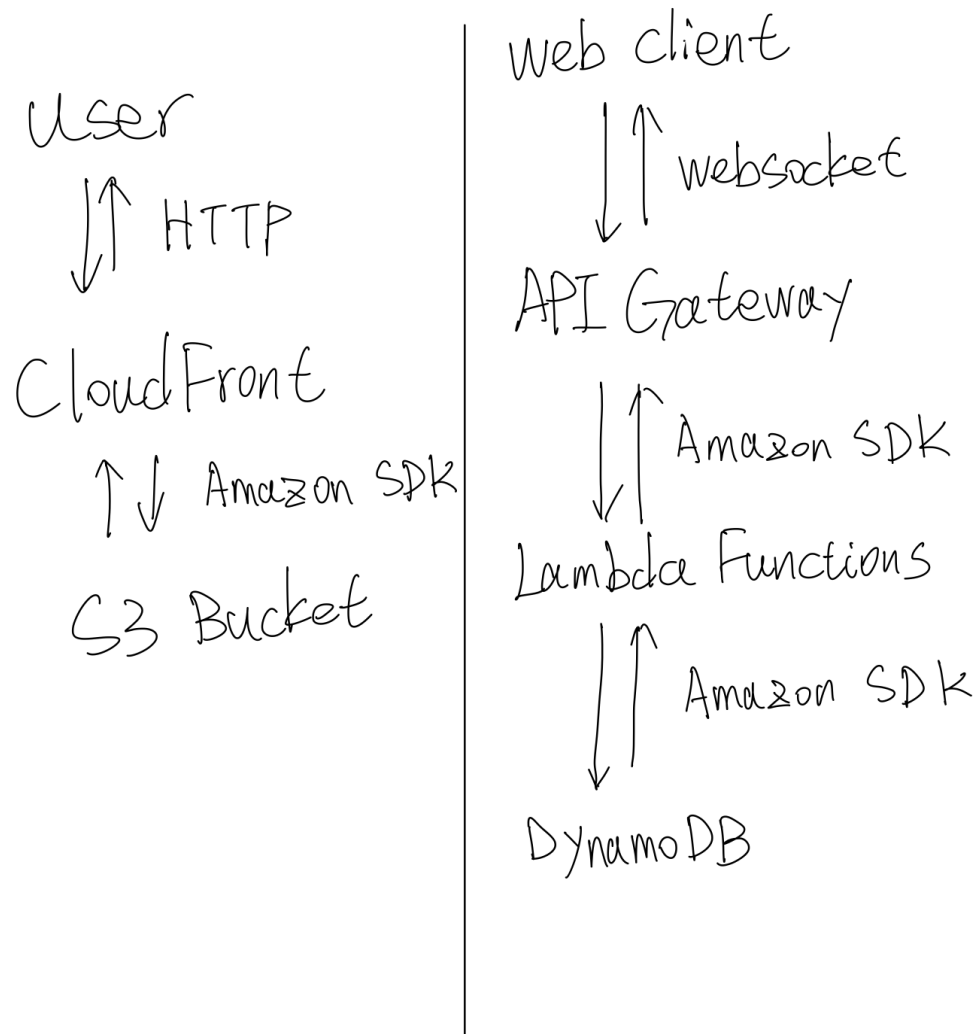 User
HTTP
CloudFront
Amazon SDK
S3 Bucket
web client
websocket
API Gateway
Amazon SDK
Lambda Functions
Amazon SDK
DynamoDB